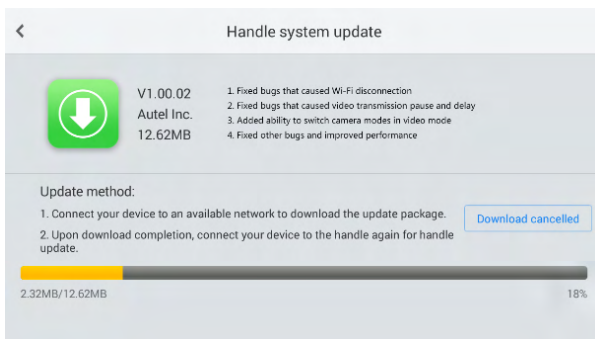 Handle system update
V1.00.02
Autel Inc.
12.62MB
1. Fixed bugs that caused Wi-Fi disconnection
2. Fixed bugs that caused video transmission pause and delay
3. Added ability to switch camera modes in video mode
4. Fixed other bugs and improved performance
Update method:
1. Connect your device to an available network to download the update package.
2. Upon download completion, connect your device to the handle again for handle
update.
Download cancelled
2.32MB/12.62MB
18%